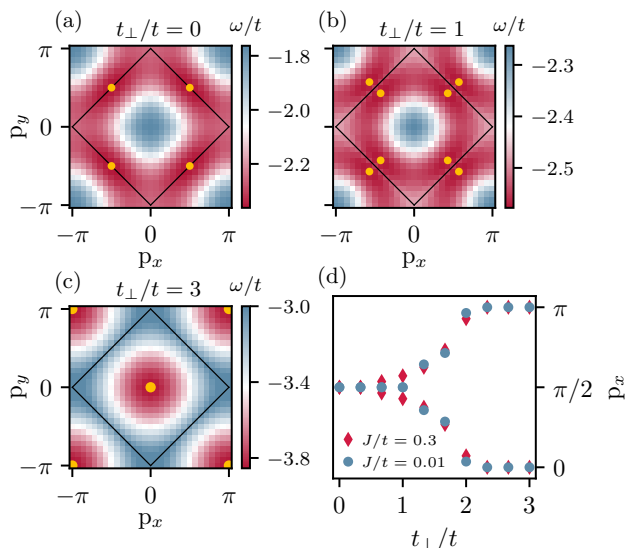 (a) t⊥/t = 0 ω/t
π
0
−π
p_y
−π 0 π
p_x
−1.8
−2.0
−2.2
(b) t⊥/t = 1 ω/t
−π 0 π
p_x
−2.3
−2.4
−2.5
(c) t⊥/t = 3 ω/t
π
0
−π
p_y
−π 0 π
p_x
−3.0
−3.4
−3.8
(d)
J/t = 0.3
J/t = 0.01
π
π/2
0
p_x
0 1 2 3
t⊥/t